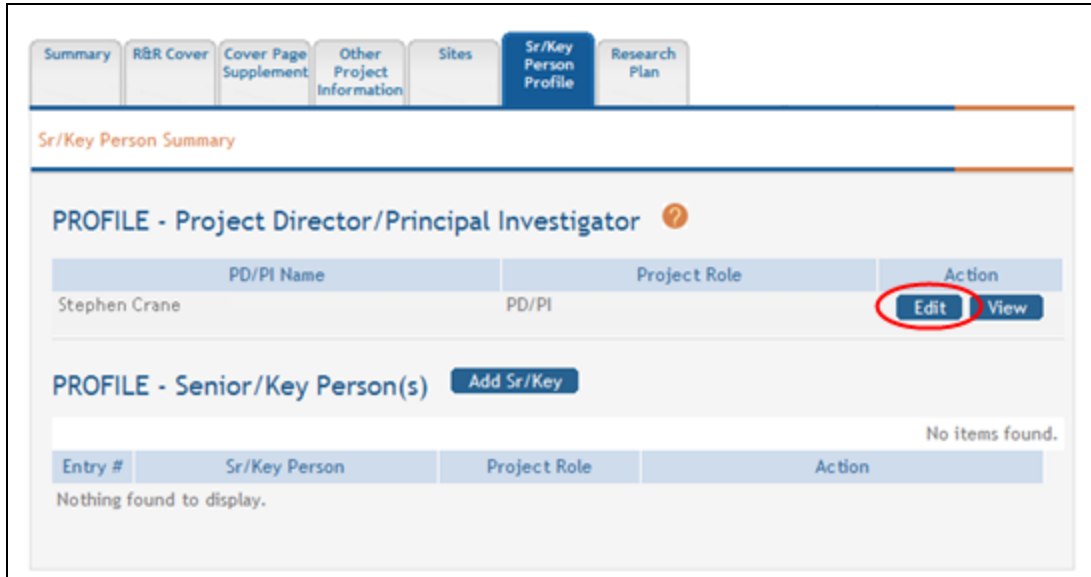 Summary
R&R Cover
Cover Page
Supplement
Other
Project
Information
Sites
Sr/Key
Person
Profile
Research
Plan
Sr/Key Person Summary
PROFILE - Project Director/Principal Investigator ?
PD/PI Name Project Role Action
Stephen Crane PD/PI Edit View
PROFILE - Senior/Key Person(s) Add Sr/Key
No items found.
Entry # Sr/Key Person Project Role Action
Nothing found to display.